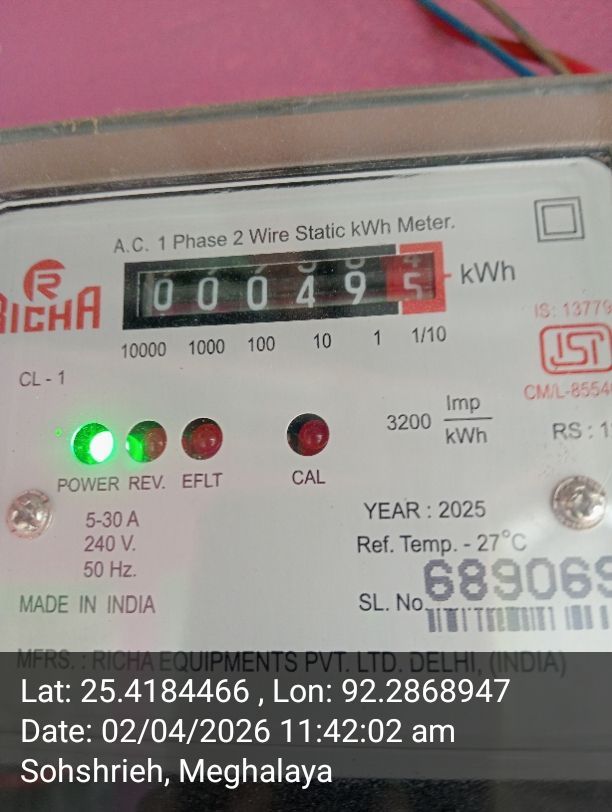 A.C. 1 Phase 2 Wire Static kWh Meter.
R
RICHA
000495 kWh
10000 1000 100 10 1 1/10
IS: 13779
ISI
CM/L-8554
CL - 1
3200 Imp/kWh
RS : 1
POWER REV. EFLT CAL
5-30 A
240 V.
50 Hz.
YEAR : 2025
Ref. Temp. - 27°C
MADE IN INDIA
SL. No. 689069
MFRS. : RICHA EQUIPMENTS PVT. LTD. DELHI, (INDIA)
Lat: 25.4184466 , Lon: 92.2868947
Date: 02/04/2026 11:42:02 am
Sohshrieh, Meghalaya